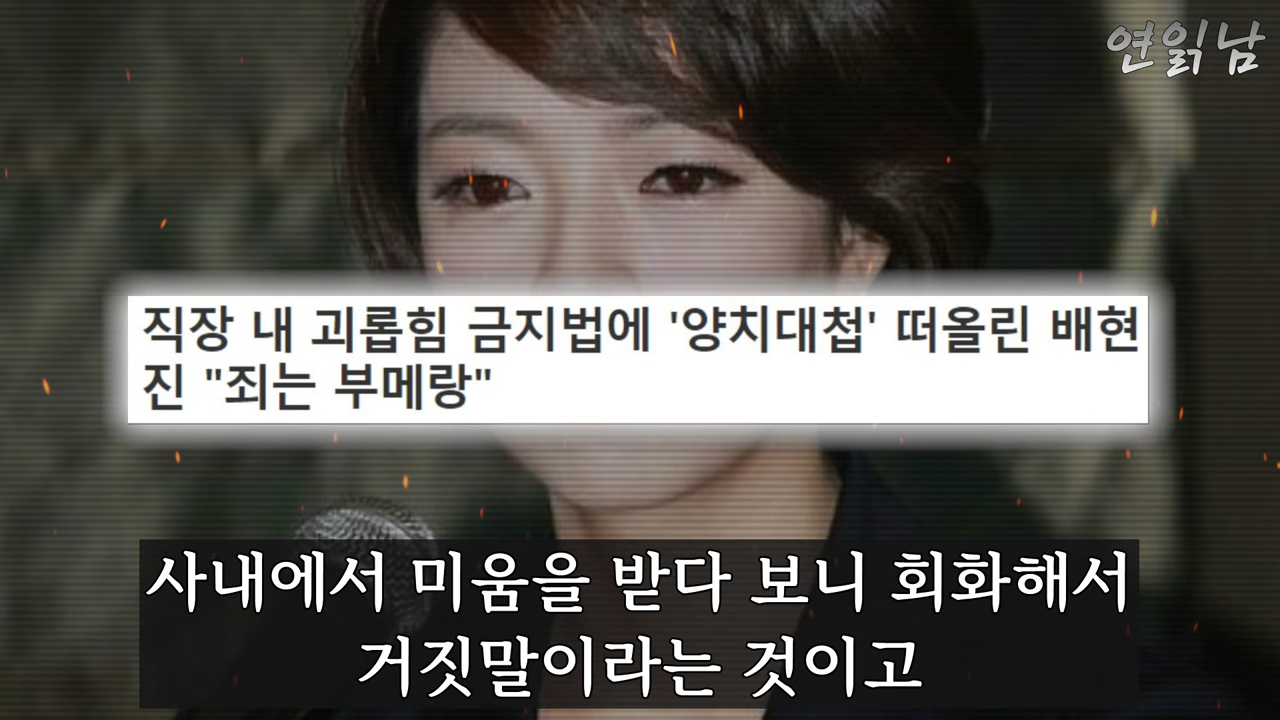 연읽남
직장 내 괴롭힘 금지법에 '양치대첩' 떠올린 배현
진 "죄는 부메랑"
사내에서 미움을 받다 보니 회화해서
거짓말이라는 것이고